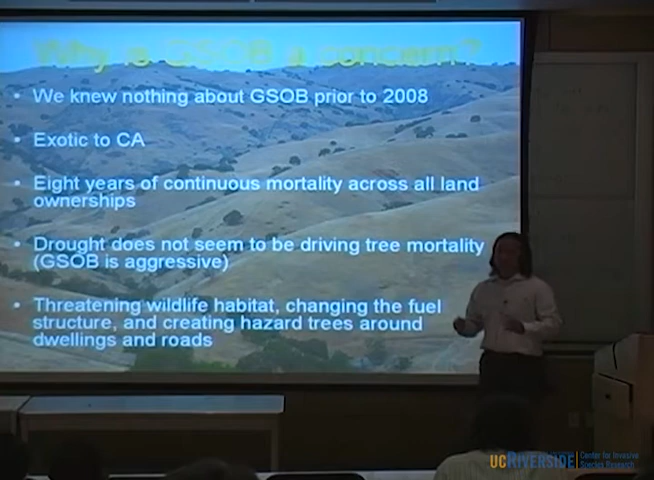 Why is GSOB a concern?
• We knew nothing about GSOB prior to 2008
• Exotic to CA
• Eight years of continuous mortality across all land
ownerships
• Drought does not seem to be driving tree mortality
(GSOB is aggressive)
• Threatening wildlife habitat, changing the fuel
structure, and creating hazard trees around
dwellings and roads
UCRIVERSIDE
Center for Invasive
Species Research